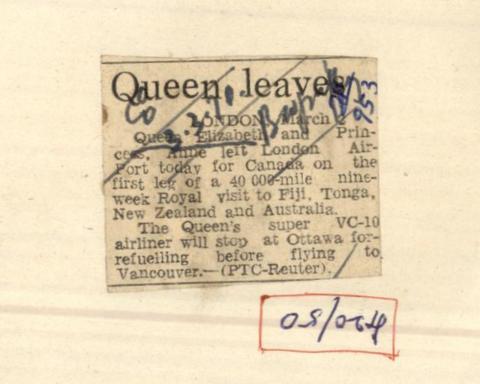 Queen leaves
LONDON, March 2
Queen Elizabeth and Prin-
cess, Anne left London Air-
Port today for Canada on the
first leg of a 40 000-mile nine-
week Royal visit to Fiji, Tonga,
New Zealand and Australia.
The Queen's super VC-10
airliner will stop at Ottawa for-
refuelling before flying to
Vancouver.— (PTC-Reuter).